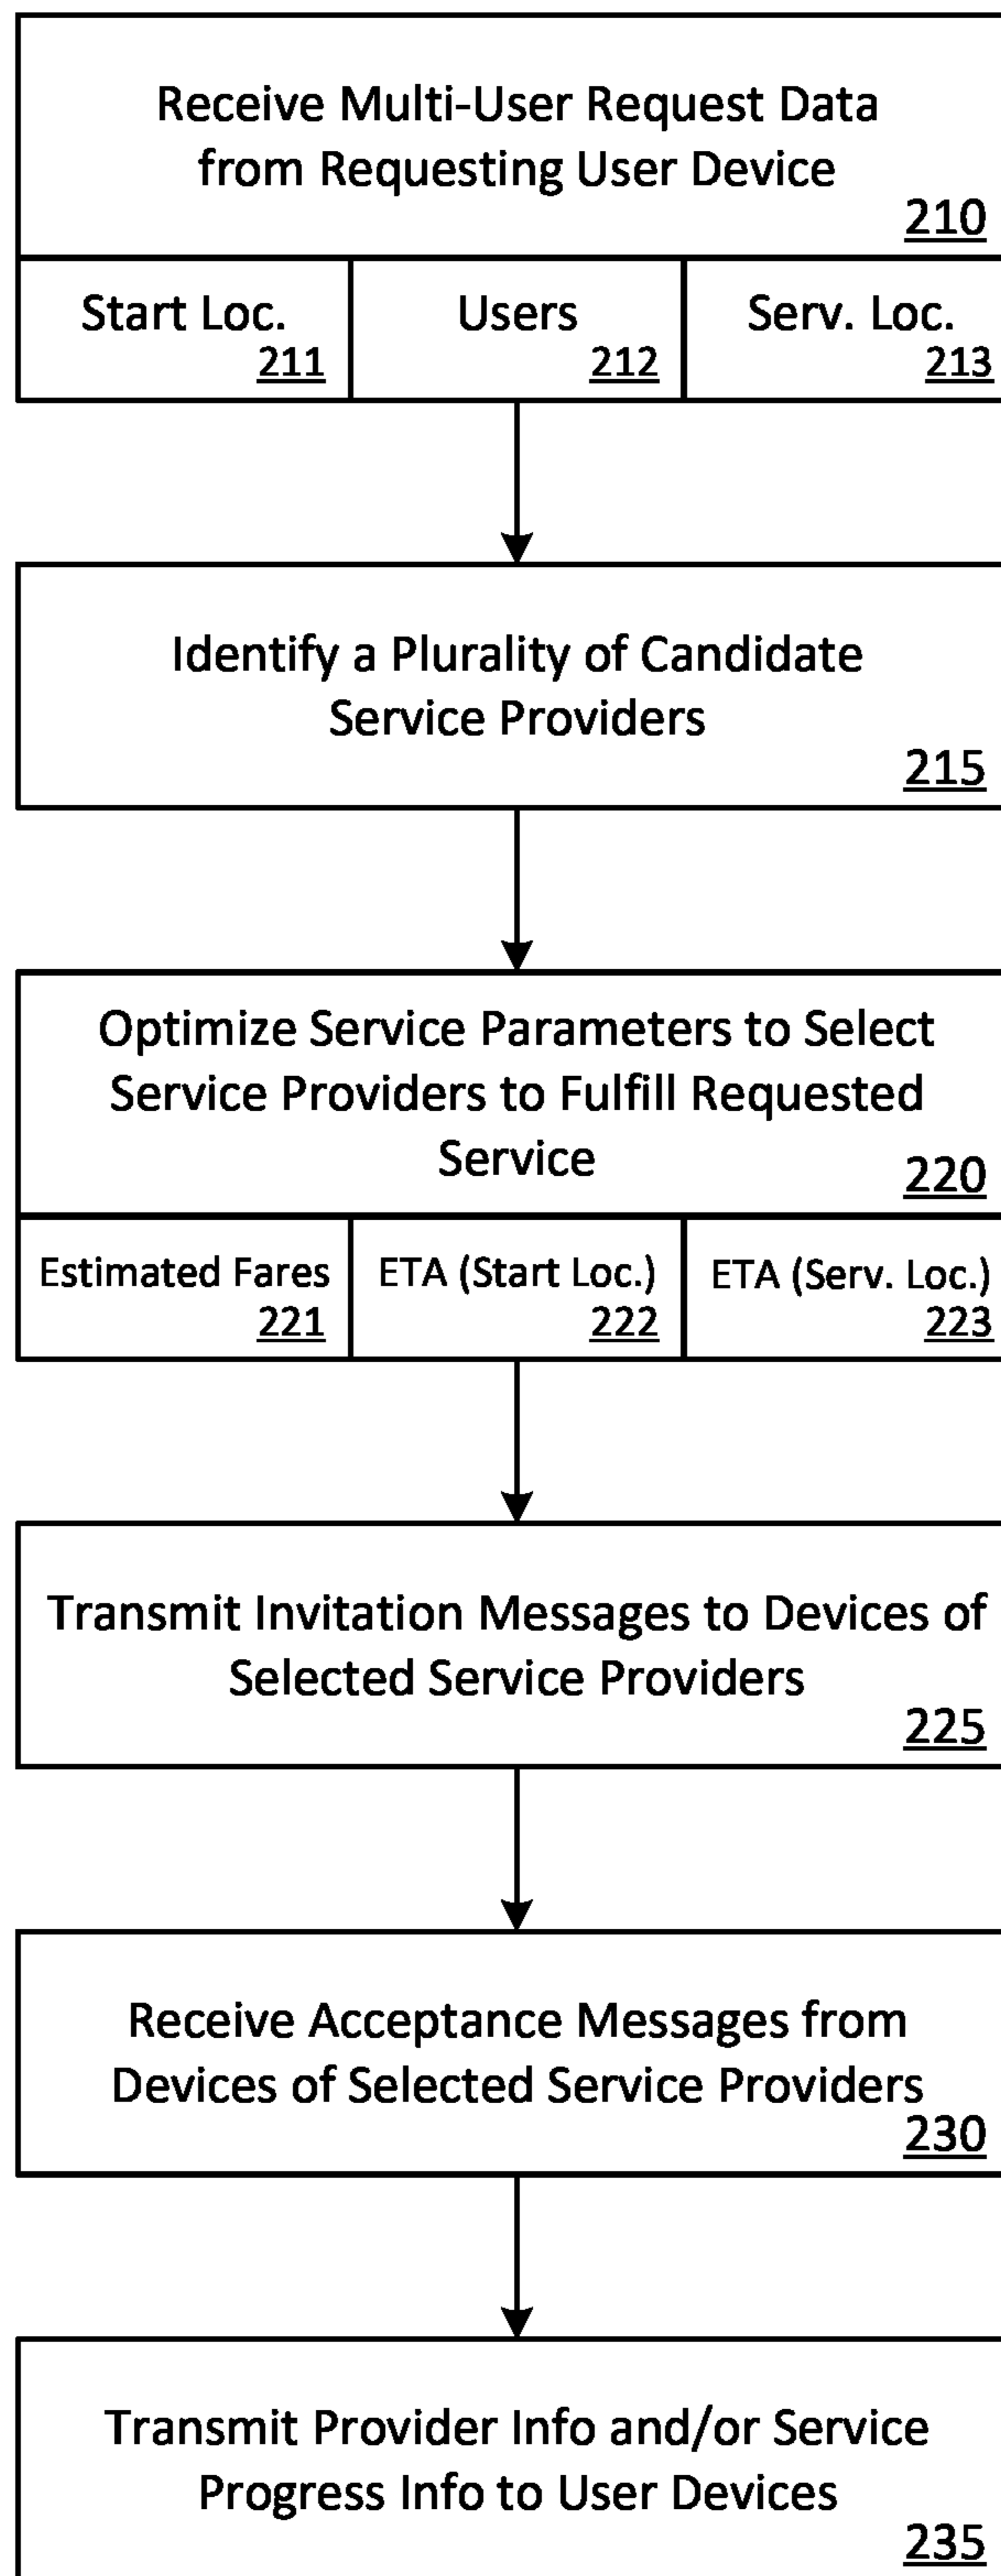 Receive Multi-User Request Data
from Requesting User Device
210
Start Loc.
211
Users
212
Serv. Loc.
213
Identify a Plurality of Candidate
Service Providers
215
Optimize Service Parameters to Select
Service Providers to Fulfill Requested
Service
220
Estimated Fares
221
ETA (Start Loc.)
222
ETA (Serv. Loc.)
223
Transmit Invitation Messages to Devices of
Selected Service Providers
225
Receive Acceptance Messages from
Devices of Selected Service Providers
230
Transmit Provider Info and/or Service
Progress Info to User Devices
235